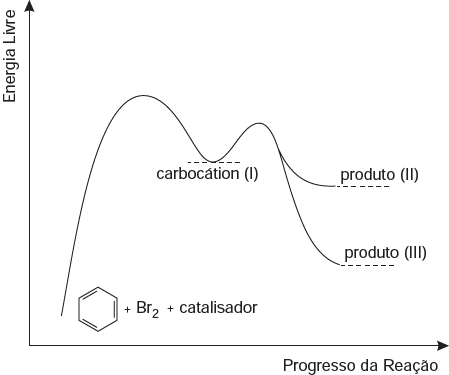 Energia Livre
carbocátion (I)
produto (II)
produto (III)
+ Br₂ + catalisador
Progresso da Reação